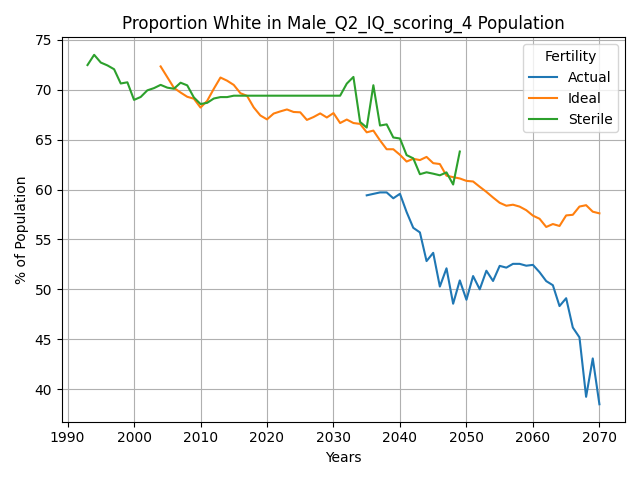 Proportion White in Male_Q2_IQ_scoring_4 Population
75
70
65
60
55
50
45
40
% of Population
Fertility
Actual
Ideal
Sterile
1990 2000 2010 2020 2030 2040 2050 2060 2070
Years